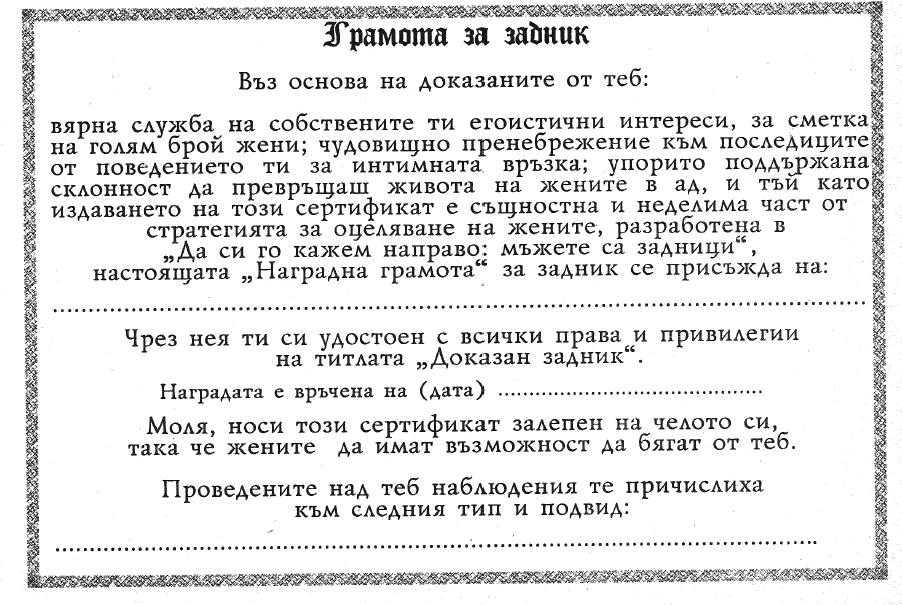 Грамота за задник
Въз основа на доказаните от теб:
вярна служба на собствените ти егоистични интереси, за сметка
на голям брой жени; чудовищно пренебрежение към последиците
от поведението ти за интимната връзка; упорито поддържана
склонност да превръщаш живота на жените в ад, и тъй като
издаването на този сертификат е същностна и неделима част от
стратегията за оцеляване на жените, разработена в
„Да си го кажем направо: мъжете са задници“,
настоящата „Наградна грамота“ за задник се присъжда на:
................................................................................
Чрез нея ти си удостоен с всички права и привилегии
на титлата „Доказан задник“.
Наградата е връчена на (дата) ...........................................
Моля, носи този сертификат залепен на челото си,
така че жените да имат възможност да бягат от теб.
Проведените над теб наблюдения те причислиха
към следния тип и подвид:
................................................................................